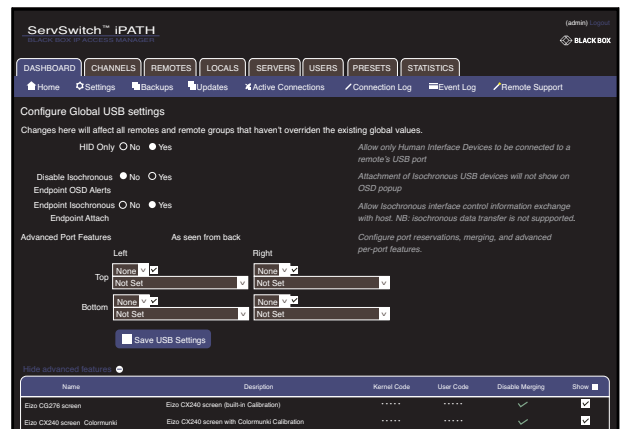 (admin) Logout
ServSwitch™ iPATH
BLACK BOX IP ACCESS MANAGER
BLACK BOX
DASHBOARD CHANNELS REMOTES LOCALS SERVERS USERS PRESETS STATISTICS
Home Settings Backups Updates Active Connections Connection Log Event Log Remote Support
Configure Global USB settings
Changes here will affect all remotes and remote groups that haven't overriden the existing global values.
HID Only No Yes Allow only Human Interface Devices to be connected to a
remote's USB port
Disable Isochronous No Yes Attachment of Isochronous USB devices will not show on
Endpoint OSD Alerts OSD popup
Endpoint Isochronous No Yes Allow Isochronous interface control information exchange
Endpoint Attach with host. NB: isochronous data transfer is not suppported.
Advanced Port Features As seen from back Configure port reservations, merging, and advanced
per-port features.
Left Right
Top None None
Not Set Not Set
Bottom None None
Not Set Not Set
Save USB Settings
Hide advanced features
Name Desription Kernel Code User Code Disable Merging Show
Eizo CG276 screen Eizo CX240 screen (built-in Calibration) ..... .....
Eizo CX240 screen Colormunki Eizo CX240 screen with Colormunki Calibration ..... .....